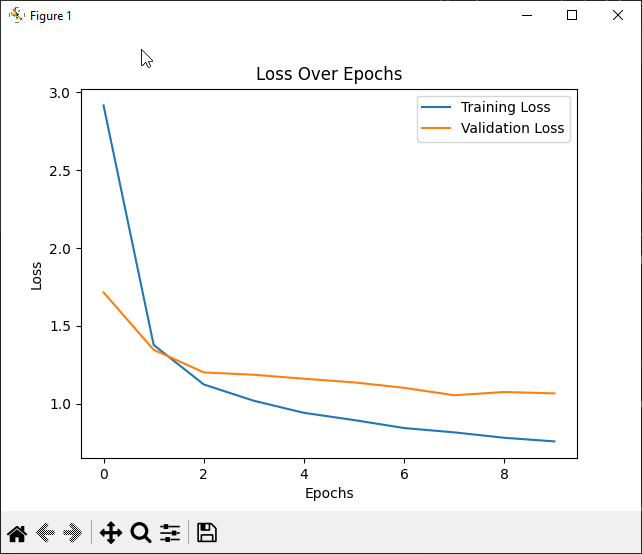 Figure 1
Loss Over Epochs
Training Loss
Validation Loss
3.0
2.5
2.0
1.5
1.0
Loss
0 2 4 6 8
Epochs